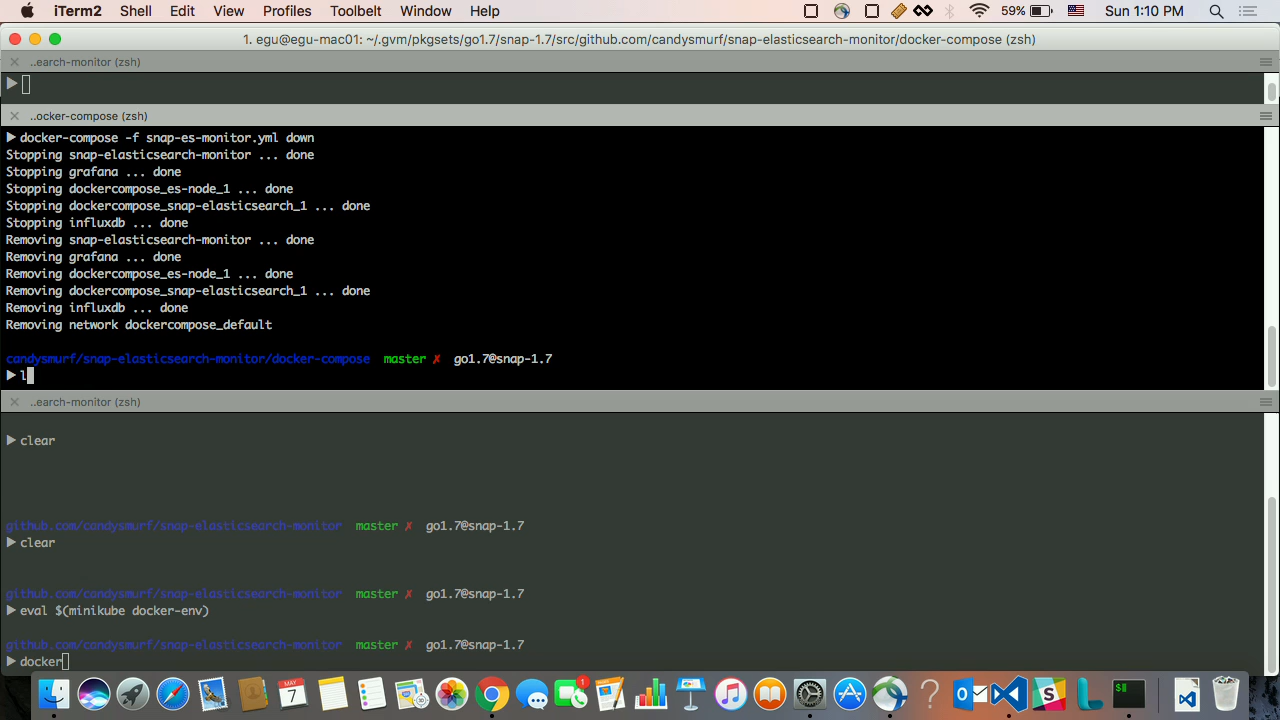 iTerm2 Shell Edit View Profiles Toolbelt Window Help 59% Sun 1:10 PM
1. egu@egu-mac01: ~/.gvm/pkgsets/go1.7/snap-1.7/src/github.com/candysmurf/snap-elasticsearch-monitor/docker-compose (zsh)
..earch-monitor (zsh)
..ocker-compose (zsh)
docker-compose -f snap-es-monitor.yml down
Stopping snap-elasticsearch-monitor ... done
Stopping grafana ... done
Stopping dockercompose_es-node_1 ... done
Stopping dockercompose_snap-elasticsearch_1 ... done
Stopping influxdb ... done
Removing snap-elasticsearch-monitor ... done
Removing grafana ... done
Removing dockercompose_es-node_1 ... done
Removing dockercompose_snap-elasticsearch_1 ... done
Removing influxdb ... done
Removing network dockercompose_default
candysmurf/snap-elasticsearch-monitor/docker-compose master ✗ go1.7@snap-1.7
l
..earch-monitor (zsh)
clear
github.com/candysmurf/snap-elasticsearch-monitor master ✗ go1.7@snap-1.7
clear
github.com/candysmurf/snap-elasticsearch-monitor master ✗ go1.7@snap-1.7
eval $(minikube docker-env)
github.com/candysmurf/snap-elasticsearch-monitor master ✗ go1.7@snap-1.7
docker
MAY
7
1